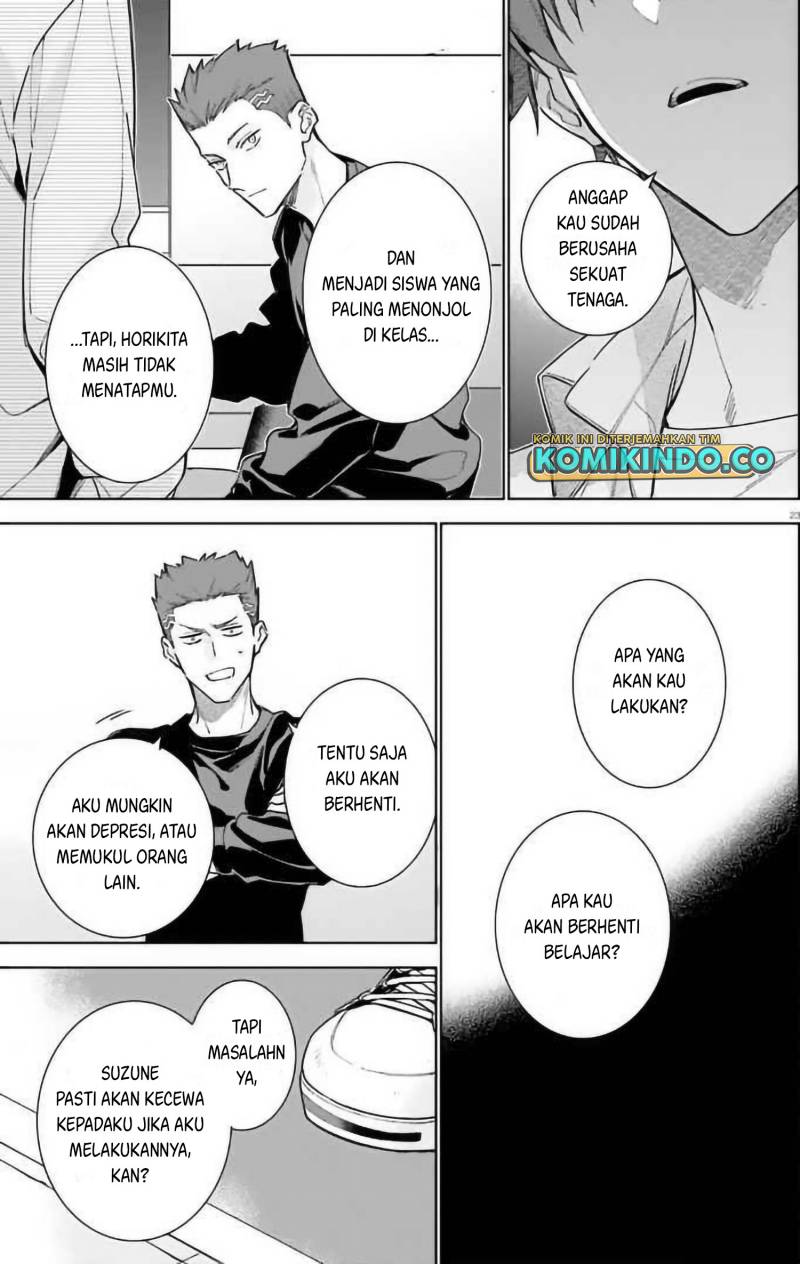 ANGGAP
KAU SUDAH
BERUSAHA
SEKUAT
TENAGA.
DAN
MENJADI SISWA YANG
PALING MENONJOL
DI KELAS...
...TAPI, HORIKITA
MASIH TIDAK
MENATAPMU.
KOMIK INI DITERJEMAHKAN TIM
KOMIKINDO.CO
APA YANG
AKAN KAU
LAKUKAN?
APA KAU
AKAN BERHENTI
BELAJAR?
TENTU SAJA
AKU AKAN
BERHENTI.
AKU MUNGKIN
AKAN DEPRESI, ATAU
MEMUKUL ORANG
LAIN.
TAPI
MASALAHN
YA,
SUZUNE
PASTI AKAN KECEWA
KEPADAKU JIKA AKU
MELAKUKANNYA,
KAN?